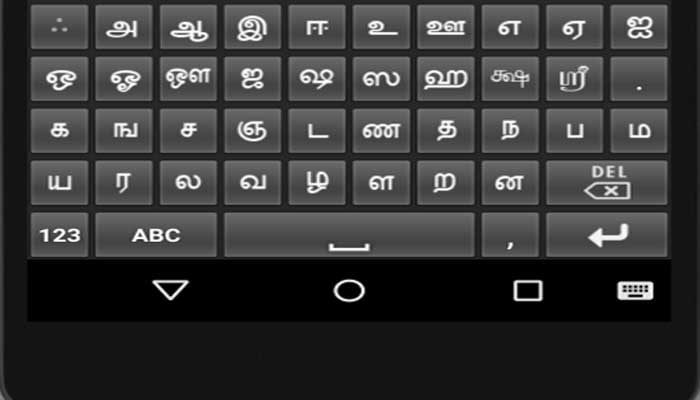 ஃ அ ஆ இ ஈ உ ஊ எ ஏ ஐ
ஒ ஓ ஔ ஜ ஷ ஸ ஹ க்ஷ ஸ்ரீ .
க ங ச ஞ ட ண த ந ப ம
ய ர ல வ ழ ள ற ன DEL
123 ABC ,